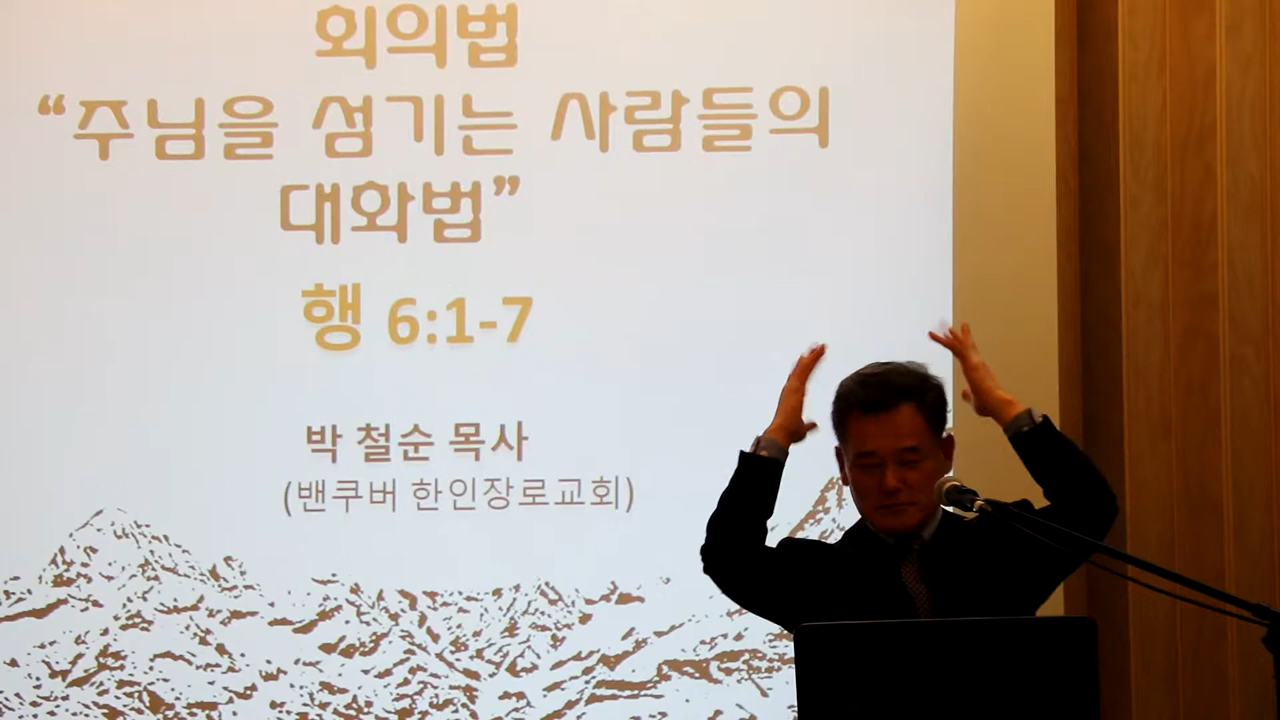 회의법
“주님을 섬기는 사람들의
대화법”
행 6:1-7
박 철순 목사
(밴쿠버 한인장로교회)